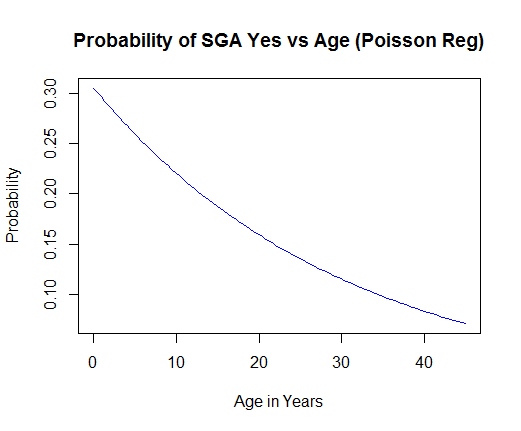 Probability of SGA Yes vs Age (Poisson Reg)
0.30
0.25
0.20
0.15
0.10
Probability
0 10 20 30 40
Age in Years